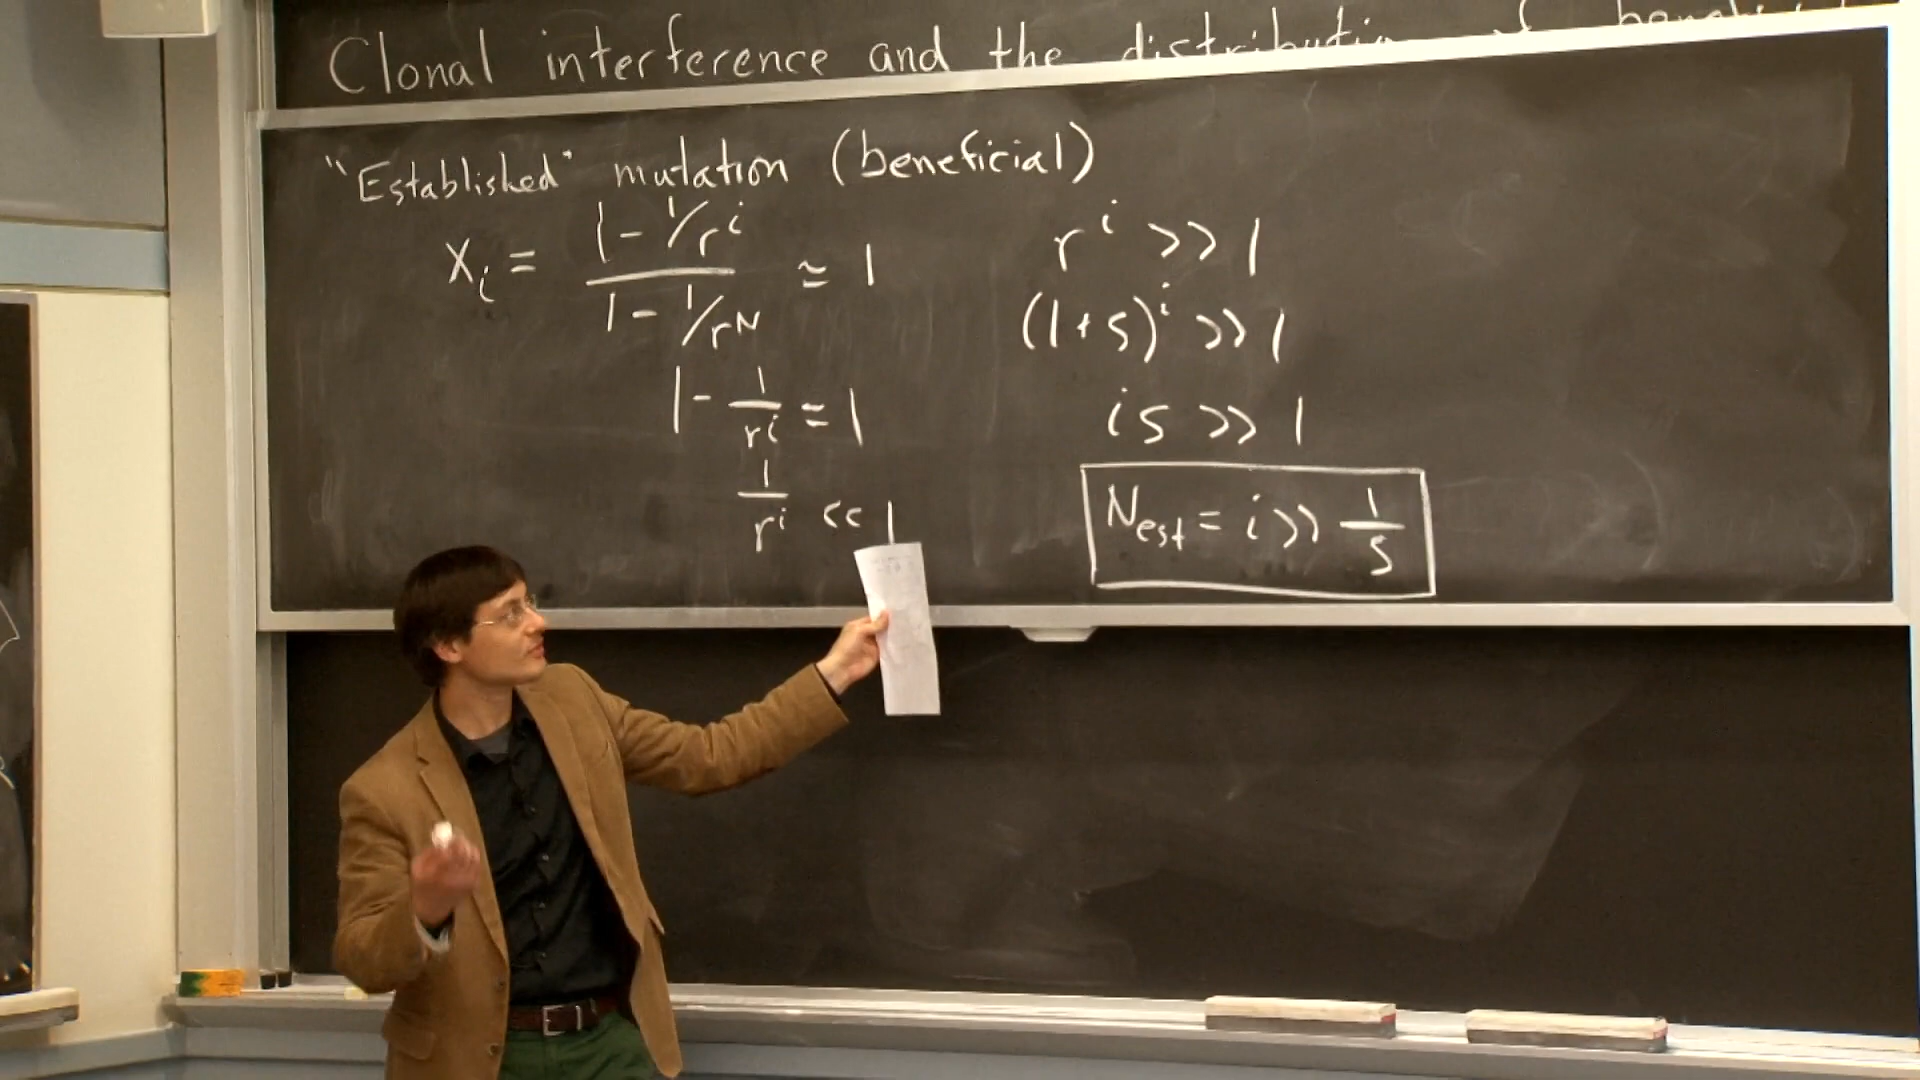 Clonal interference and the
"Established" mutation (beneficial)
x_i = (1 - 1/r^i) / (1 - 1/r^N) ≈ 1
1 - 1/r^i ≈ 1
1/r^i << 1
r^i >> 1
(1+s)^i >> 1
is >> 1
N_est = i >> 1/s